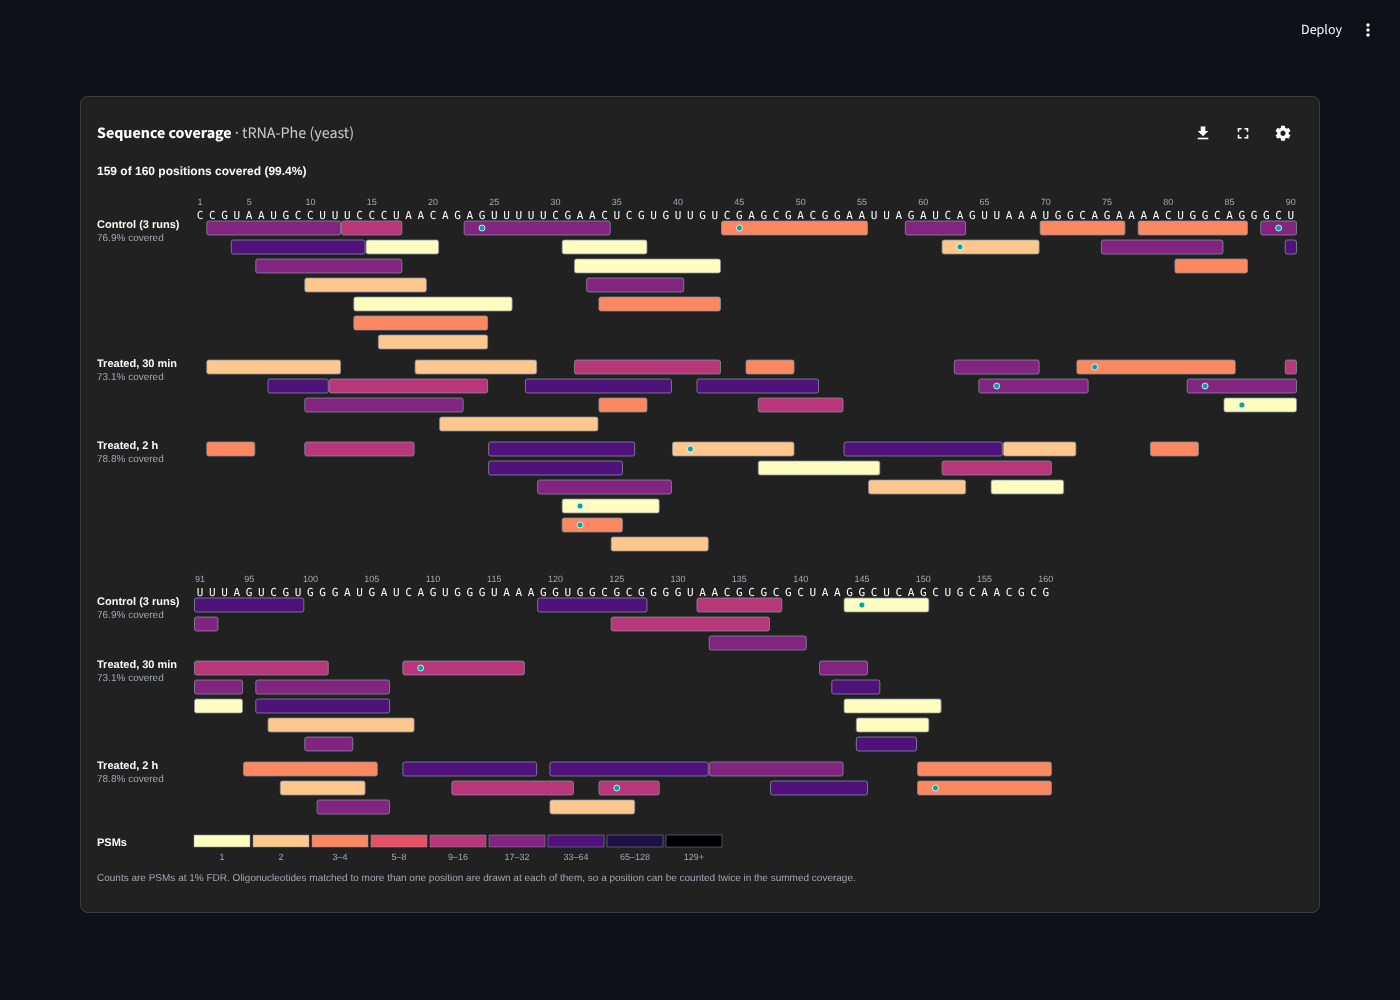 Deploy
Sequence coverage · tRNA-Phe (yeast)
159 of 160 positions covered (99.4%)
1 5 10 15 20 25 30 35 40 45 50 55 60 65 70 75 80 85 90
C C G U A A U G C C U U U C C C U A A C A G A G U U U U U C G A A C U C G U G U U G U C G A G C G A C G G A A U U A G A U C A G U U A A A U G G C A G A A A A C U G G C A G G G C U
Control (3 runs)
76.9% covered
Treated, 30 min
73.1% covered
Treated, 2 h
78.8% covered
91 95 100 105 110 115 120 125 130 135 140 145 150 155 160
U U U A G U C G U G G G A U G A U C A G U G G G U A A A G G U G G C G C G G G G U A A C G C G C G C U A A G G C U C A G C U G C A A C G C G
Control (3 runs)
76.9% covered
Treated, 30 min
73.1% covered
Treated, 2 h
78.8% covered
PSMs
1 2 3–4 5–8 9–16 17–32 33–64 65–128 129+
Counts are PSMs at 1% FDR. Oligonucleotides matched to more than one position are drawn at each of them, so a position can be counted twice in the summed coverage.